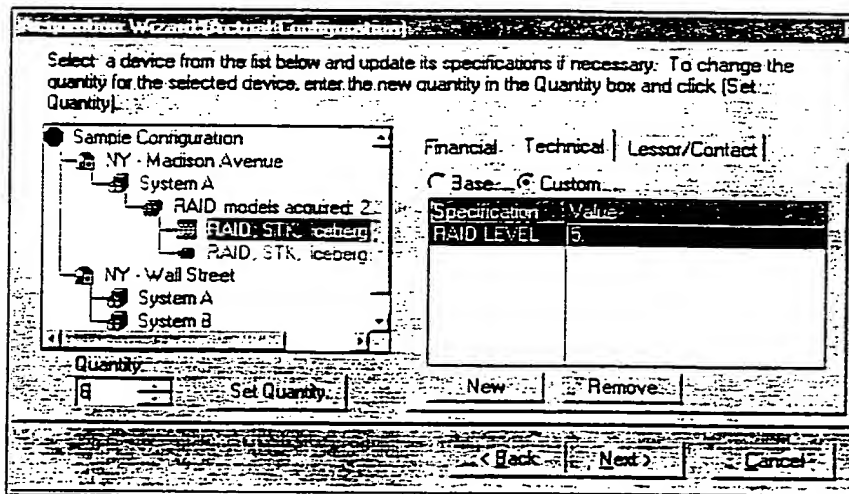 Wizard [Actual Configuration]
Select a device from the list below and update its specifications if necessary. To change the
quantity for the selected device, enter the new quantity in the Quantity box and click [Set
Quantity].
Sample Configuration
NY - Madison Avenue
System A
RAID models acquired: 2
RAID, STK, iceberg
RAID, STK, iceberg
NY - Wall Street
System A
System B
Quantity
8
Set Quantity
Financial
Technical
Lessor/Contact
Base
Custom
Specification
Value
RAID LEVEL
5
New
Remove
< Back
Next >
Cancel